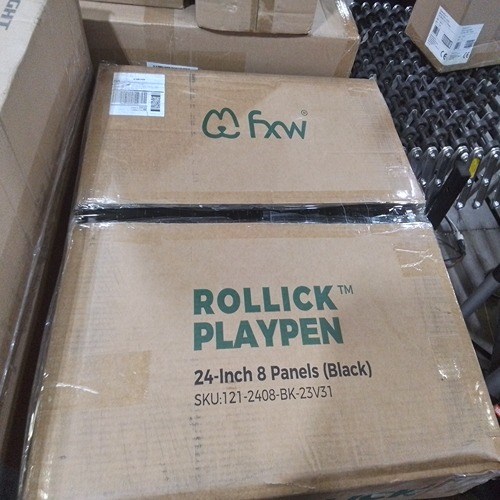 fxw®
ROLLICK™
PLAYPEN
24-Inch 8 Panels (Black)
SKU:121-2408-BK-23V31